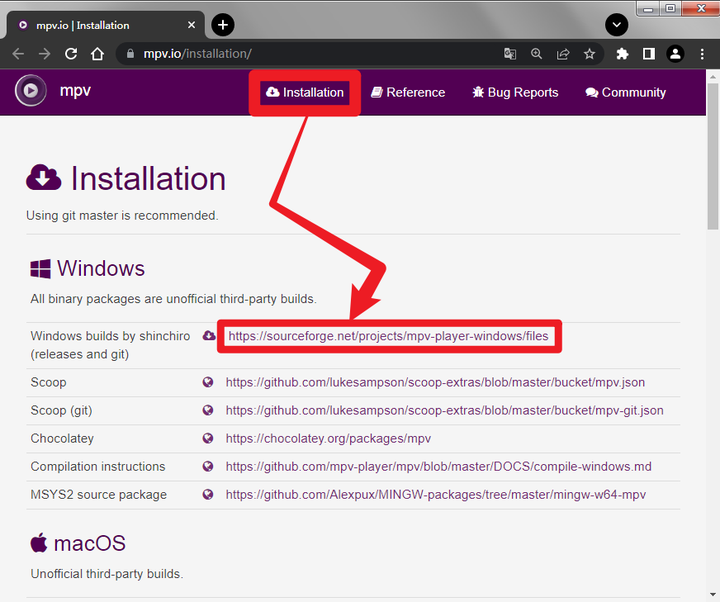 mpv.io | Installation
mpv.io/installation/
mpv
Installation
Reference
Bug Reports
Community
Installation
Using git master is recommended.
Windows
All binary packages are unofficial third-party builds.
Windows builds by shinchiro https://sourceforge.net/projects/mpv-player-windows/files
(releases and git)
Scoop https://github.com/lukesampson/scoop-extras/blob/master/bucket/mpv.json
Scoop (git) https://github.com/lukesampson/scoop-extras/blob/master/bucket/mpv-git.json
Chocolatey https://chocolatey.org/packages/mpv
Compilation instructions https://github.com/mpv-player/mpv/blob/master/DOCS/compile-windows.md
MSYS2 source package https://github.com/Alexpux/MINGW-packages/tree/master/mingw-w64-mpv
macOS
Unofficial third-party builds.